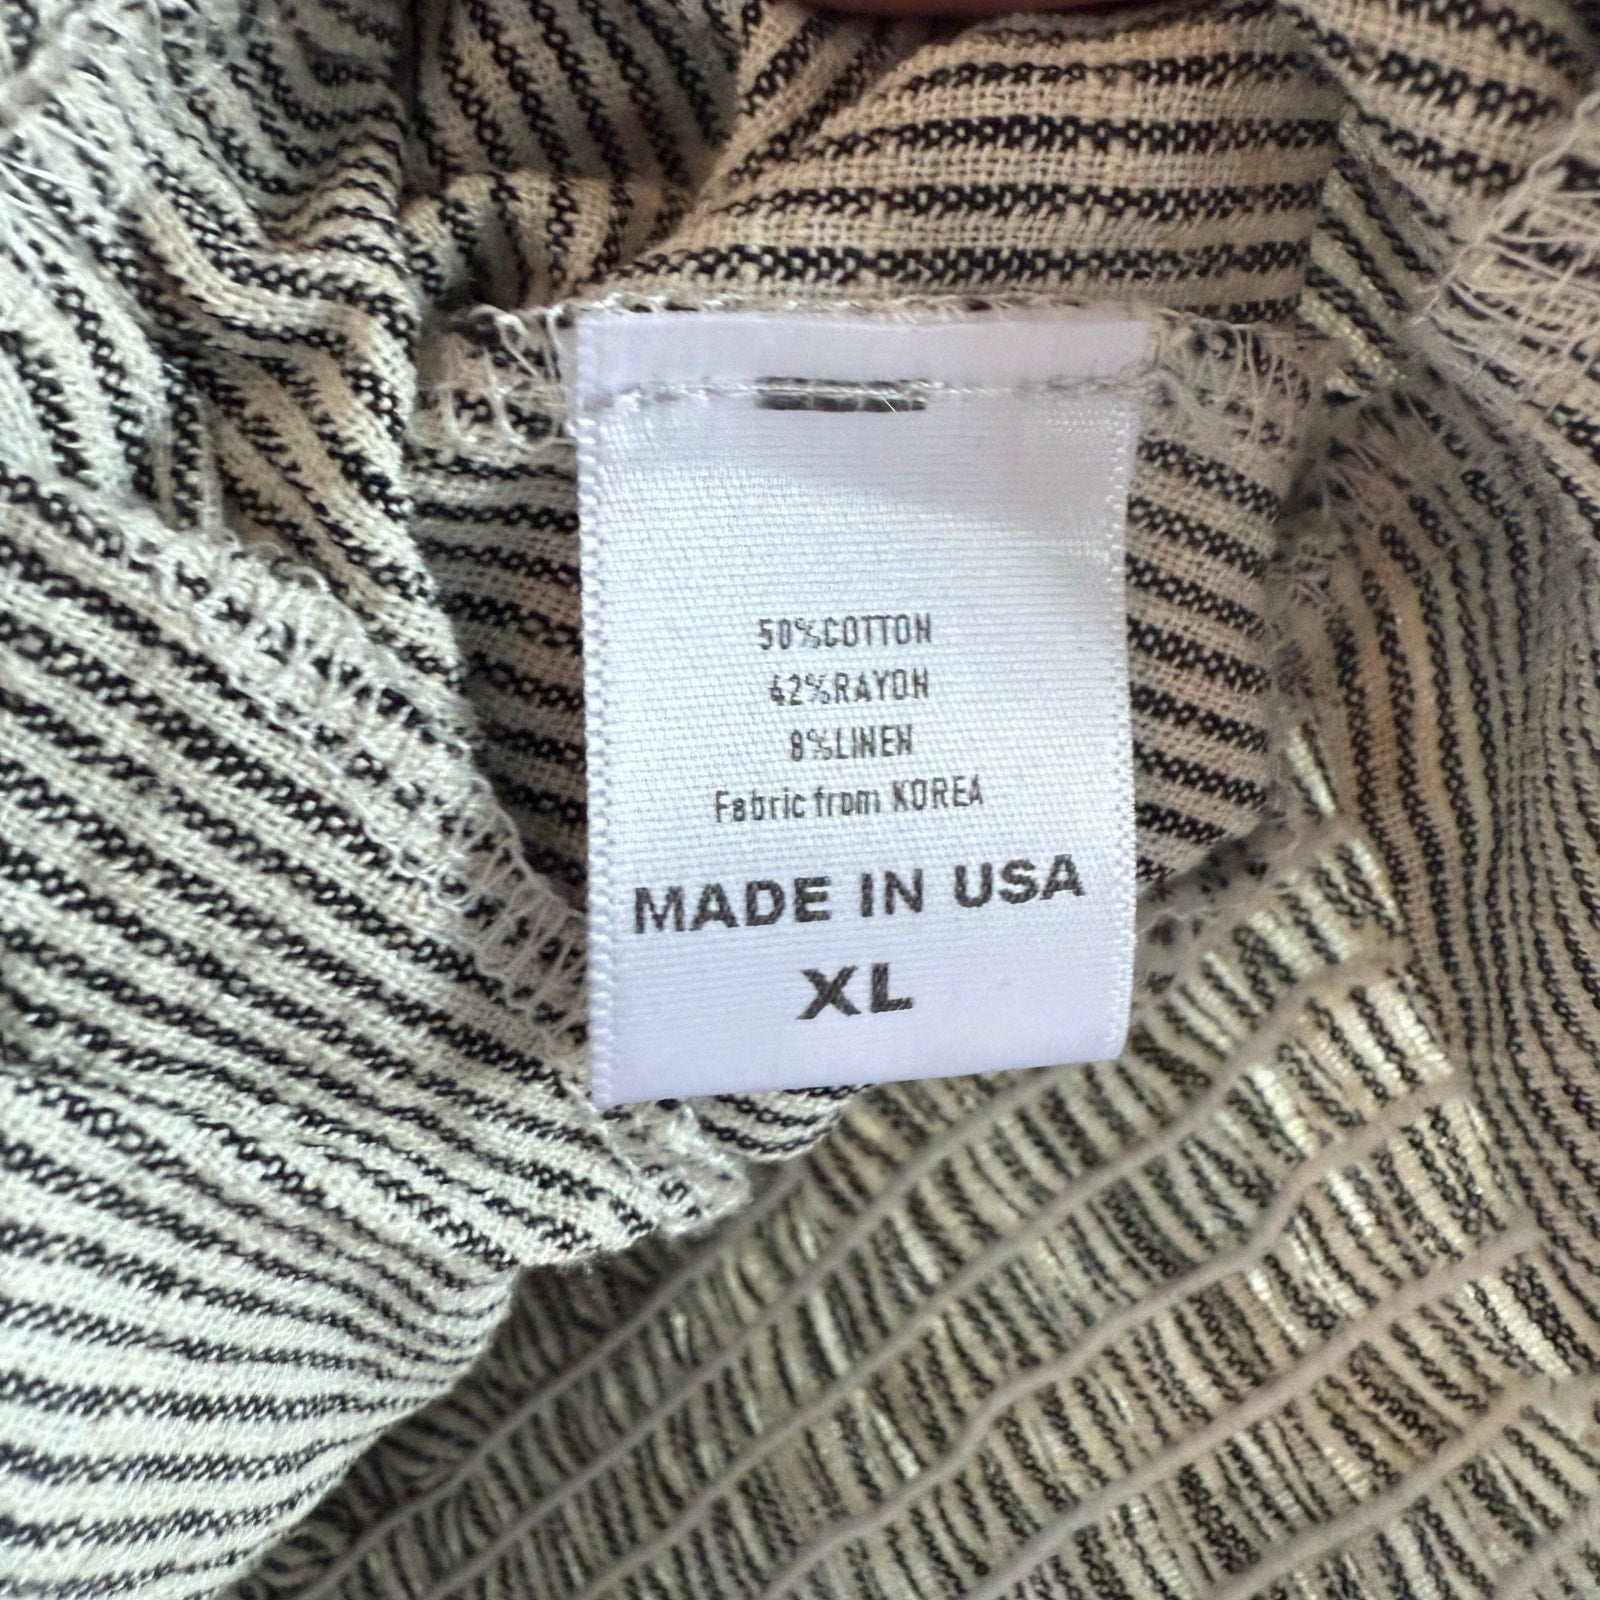 50%COTTON
42%RAYON
8%LINEN
Fabric from KOREA
MADE IN USA
XL